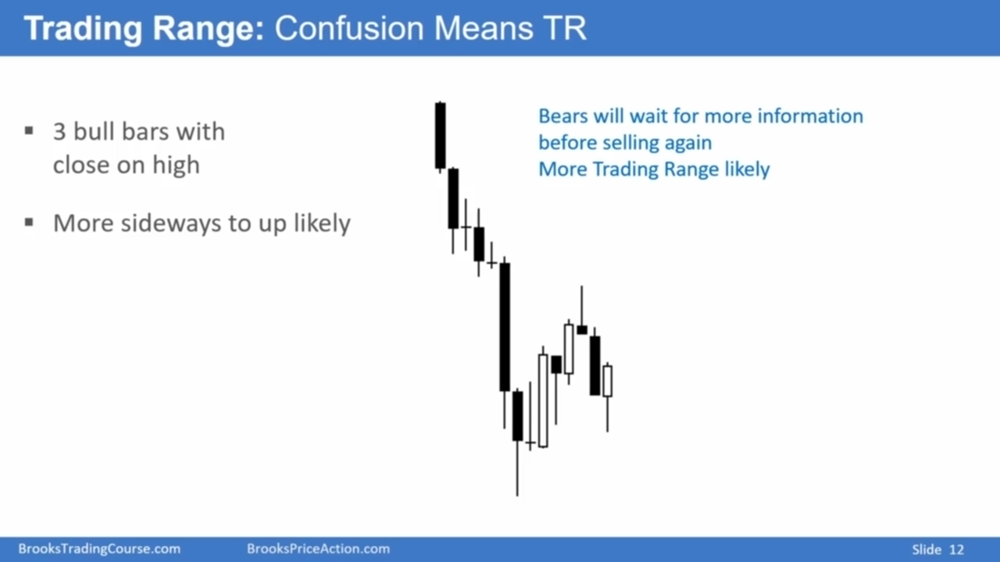 Trading Range: Confusion Means TR
▪ 3 bull bars with
close on high
▪ More sideways to up likely
Bears will wait for more information
before selling again
More Trading Range likely
BrooksTradingCourse.com
BrooksPriceAction.com
Slide 12